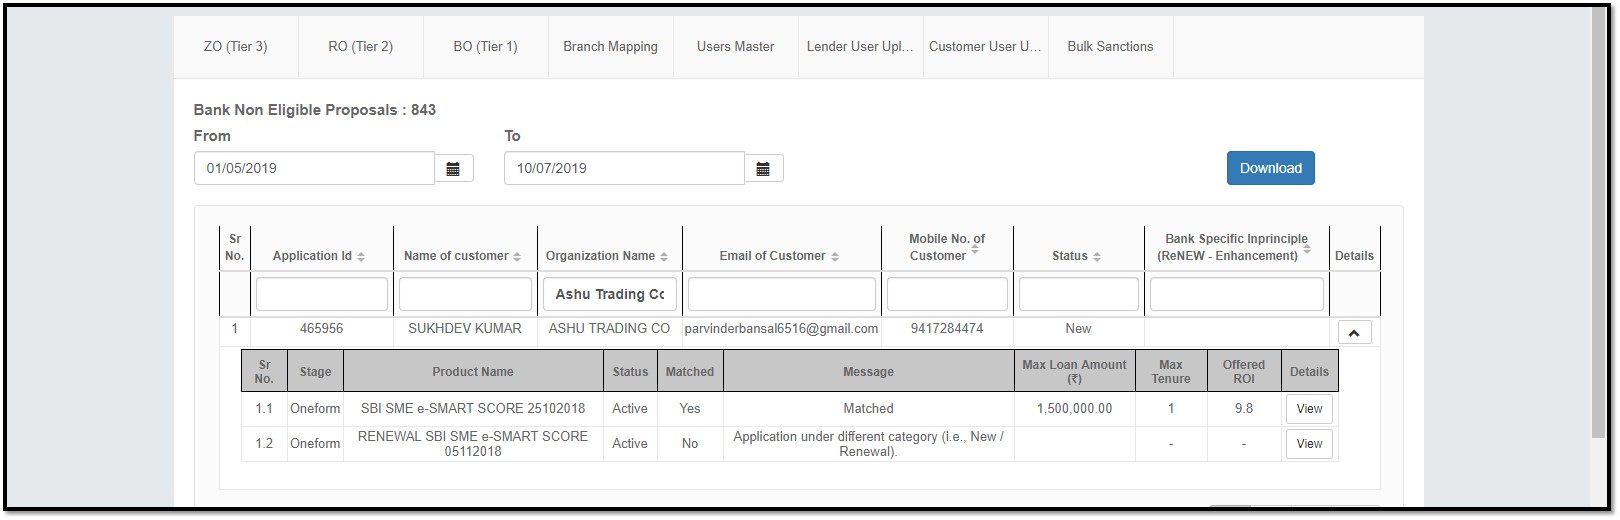 ZO (Tier 3) RO (Tier 2) BO (Tier 1) Branch Mapping Users Master Lender User Upl... Customer User U... Bulk Sanctions
Bank Non Eligible Proposals : 843
From To
01/05/2019 10/07/2019 Download
Sr No. Application Id Name of customer Organization Name Email of Customer Mobile No. of Customer Status Bank Specific Inprinciple (ReNEW - Enhancement) Details
Ashu Trading Co
1 465956 SUKHDEV KUMAR ASHU TRADING CO parvinderbansal6516@gmail.com 9417284474 New
Sr No. Stage Product Name Status Matched Message Max Loan Amount (₹) Max Tenure Offered ROI Details
1.1 Oneform SBI SME e-SMART SCORE 25102018 Active Yes Matched 1,500,000.00 1 9.8 View
1.2 Oneform RENEWAL SBI SME e-SMART SCORE 05112018 Active No Application under different category (i.e., New / Renewal). - - View